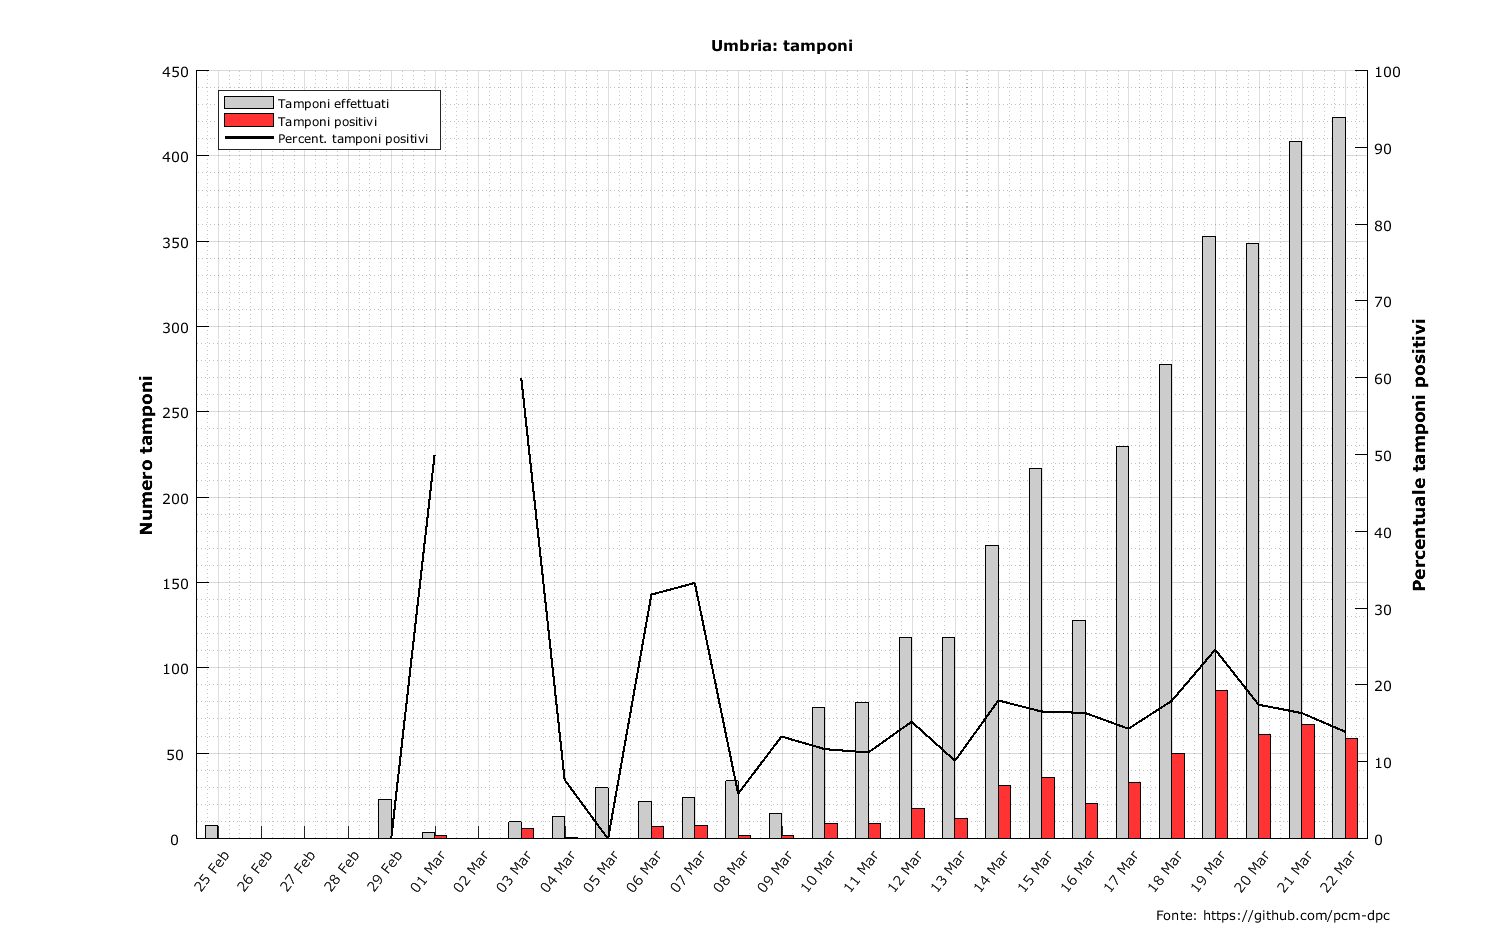 Umbria: tamponi
Tamponi effettuati
Tamponi positivi
Percent. tamponi positivi
Numero tamponi
450
400
350
300
250
200
150
100
50
0
100
90
80
70
60
50
40
30
20
10
0
Percentuale tamponi positivi
25 Feb
26 Feb
27 Feb
28 Feb
29 Feb
01 Mar
02 Mar
03 Mar
04 Mar
05 Mar
06 Mar
07 Mar
08 Mar
09 Mar
10 Mar
11 Mar
12 Mar
13 Mar
14 Mar
15 Mar
16 Mar
17 Mar
18 Mar
19 Mar
20 Mar
21 Mar
22 Mar
Fonte: https://github.com/pcm-dpc